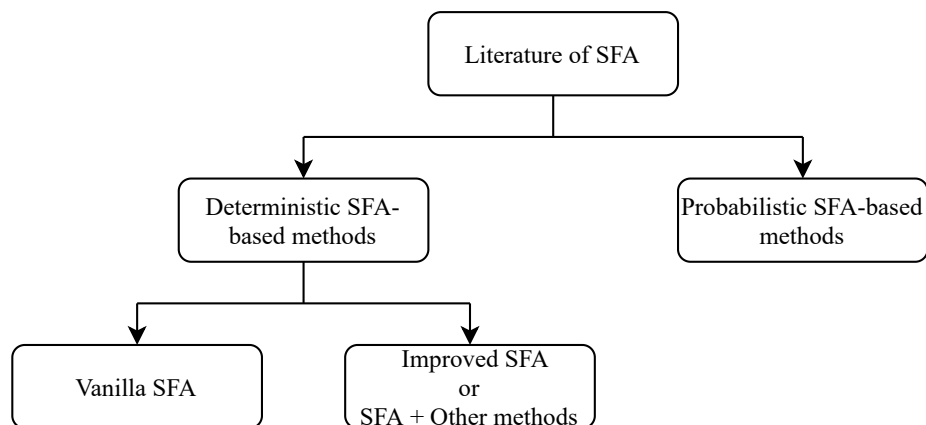 Literature of SFA
Deterministic SFA-
based methods
Probabilistic SFA-based
methods
Vanilla SFA
Improved SFA
or
SFA + Other methods